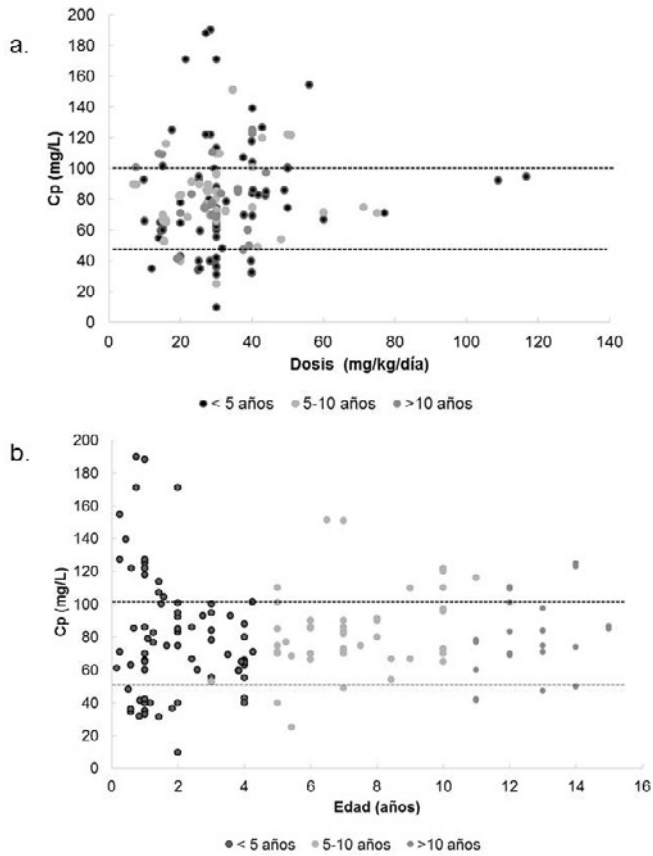 a.
200
180
160
140
120
100
80
60
40
20
0
Cp (mg/L)
0 20 40 60 80 100 120 140
Dosis (mg/kg/día)
< 5 años 5-10 años >10 años
b.
200
180
160
140
120
100
80
60
40
20
0
Cp (mg/L)
0 2 4 6 8 10 12 14 16
Edad (años)
< 5 años 5-10 años >10 años